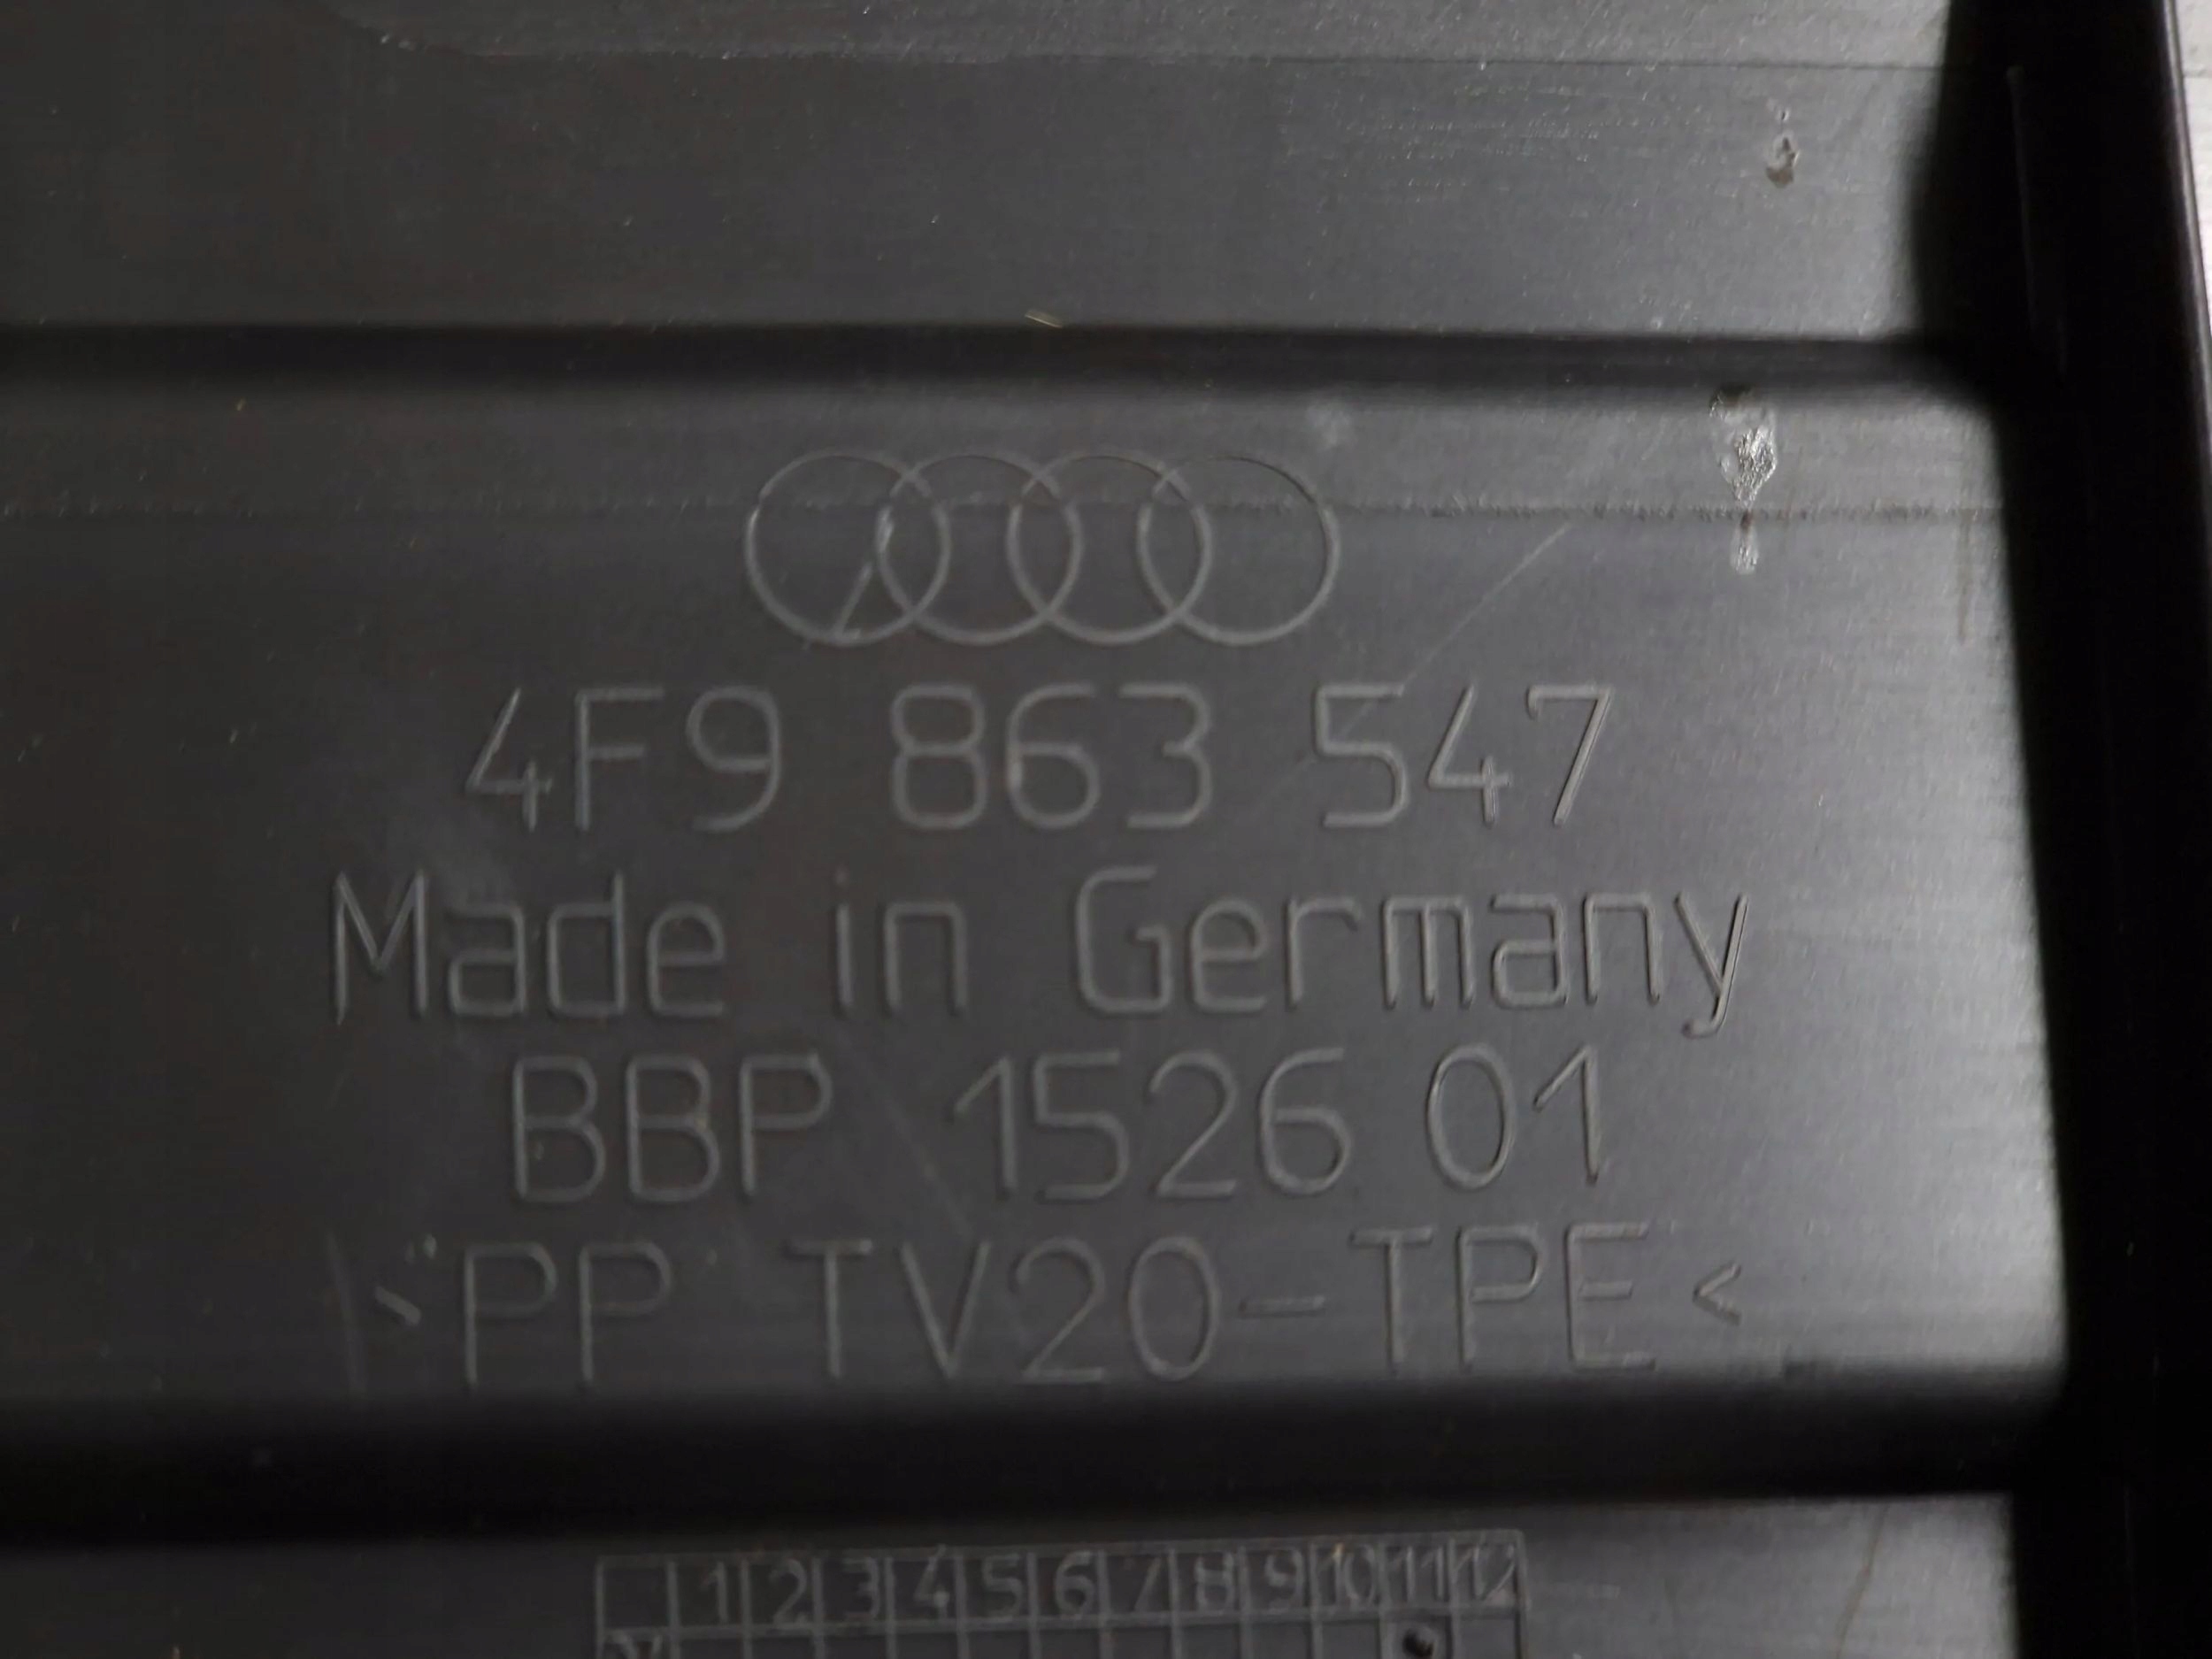 4F9 863 547
Made in Germany
BBP 1526 01
>PP TV20-TPE<
1 2 3 4 5 6 7 8 9 10 11 12